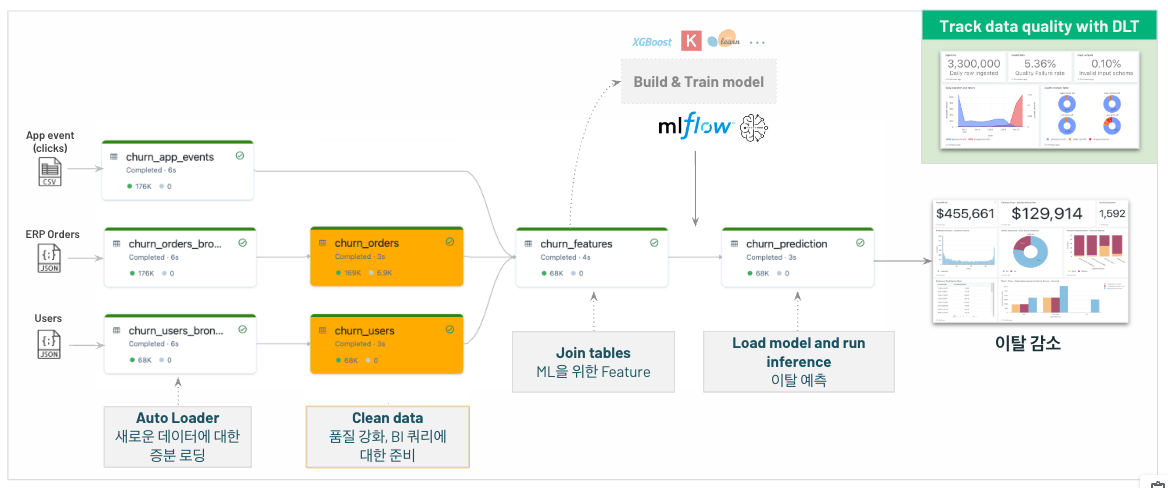 Track data quality with DLT
3,300,000
Daily row ingested
5.36%
Quality Failure rate
0.10%
Invalid input schema
XGBoost
K
learn
Build & Train model
mlflow
App event
(clicks)
CSV
churn_app_events
Completed · 6s
176K 0
ERP Orders
{:}
JSON
churn_orders_bro...
Completed · 6s
176K 0
churn_orders
Completed · 5s
169K 6.9K
churn_features
Completed · 4s
68K 0
churn_prediction
Completed · 3s
68K 0
$455,661
$129,914
1,592
이탈 감소
Users
{:}
JSON
churn_users_bron...
Completed · 6s
68K 0
churn_users
Completed · 3s
68K 0
Join tables
ML을 위한 Feature
Load model and run
inference
이탈 예측
Auto Loader
새로운 데이터에 대한
증분 로딩
Clean data
품질 강화, BI 쿼리에
대한 준비